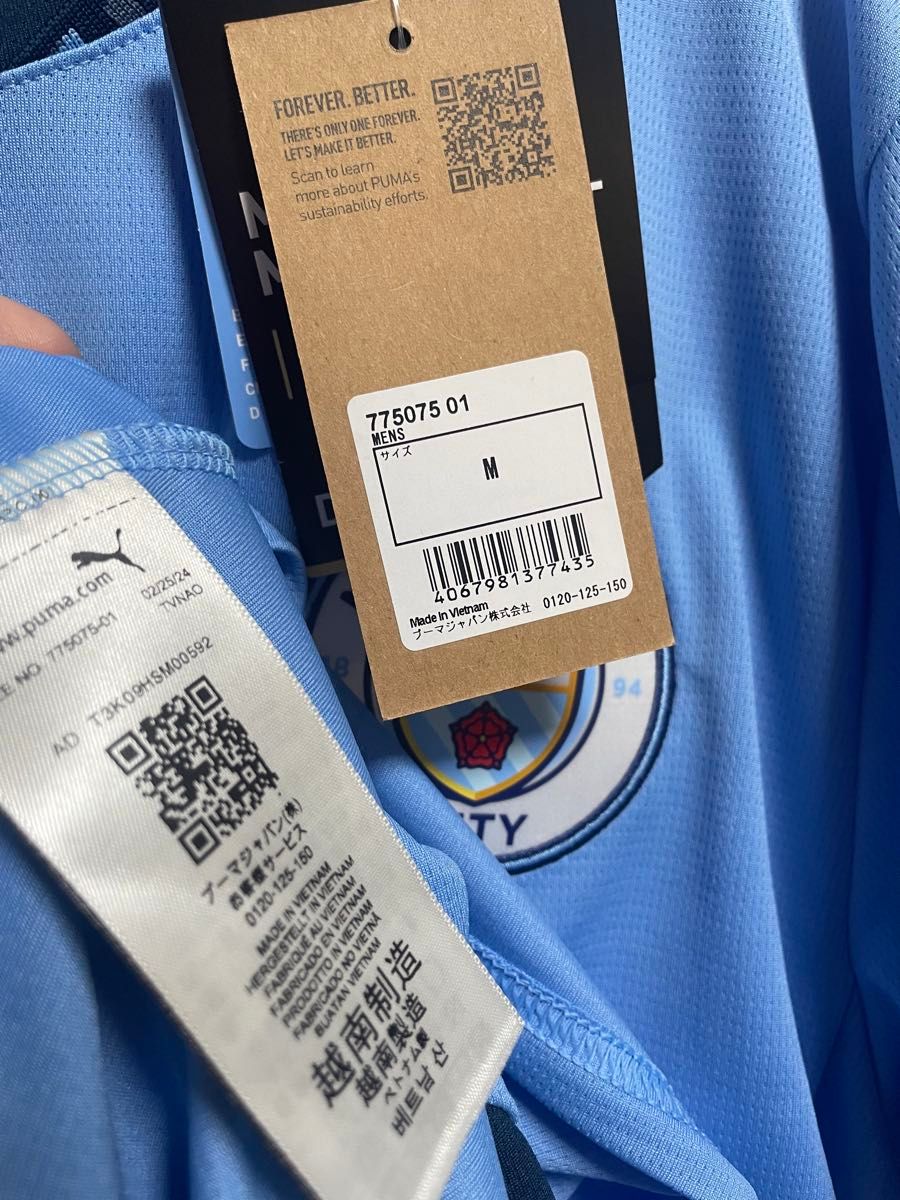 FOREVER. BETTER.
THERE'S ONLY ONE FOREVER.
LET'S MAKE IT BETTER.
Scan to learn
more about PUMA's
sustainability efforts.
775075 01
MENS
サイズ
M
4067981377435
Made in Vietnam
プーマジャパン株式会社 0120-125-150
94
TY
www.puma.com
02/25/24
TVNAO
775075-01
AD T3K09HSM00592
プーマジャパン(株)
お客様サービス
0120-125-150
MADE IN VIETNAM
HERGESTELLT IN VIETNAM
FABRIQUÉ AU VIETNAM
FABRICADO EN VIETNAM
PRODOTTO IN VIETNAM
FABRICADO NO VIETNÃ
BUATAN VIETNAM
越南制造
越南製造
ベトナム製
베트남 산